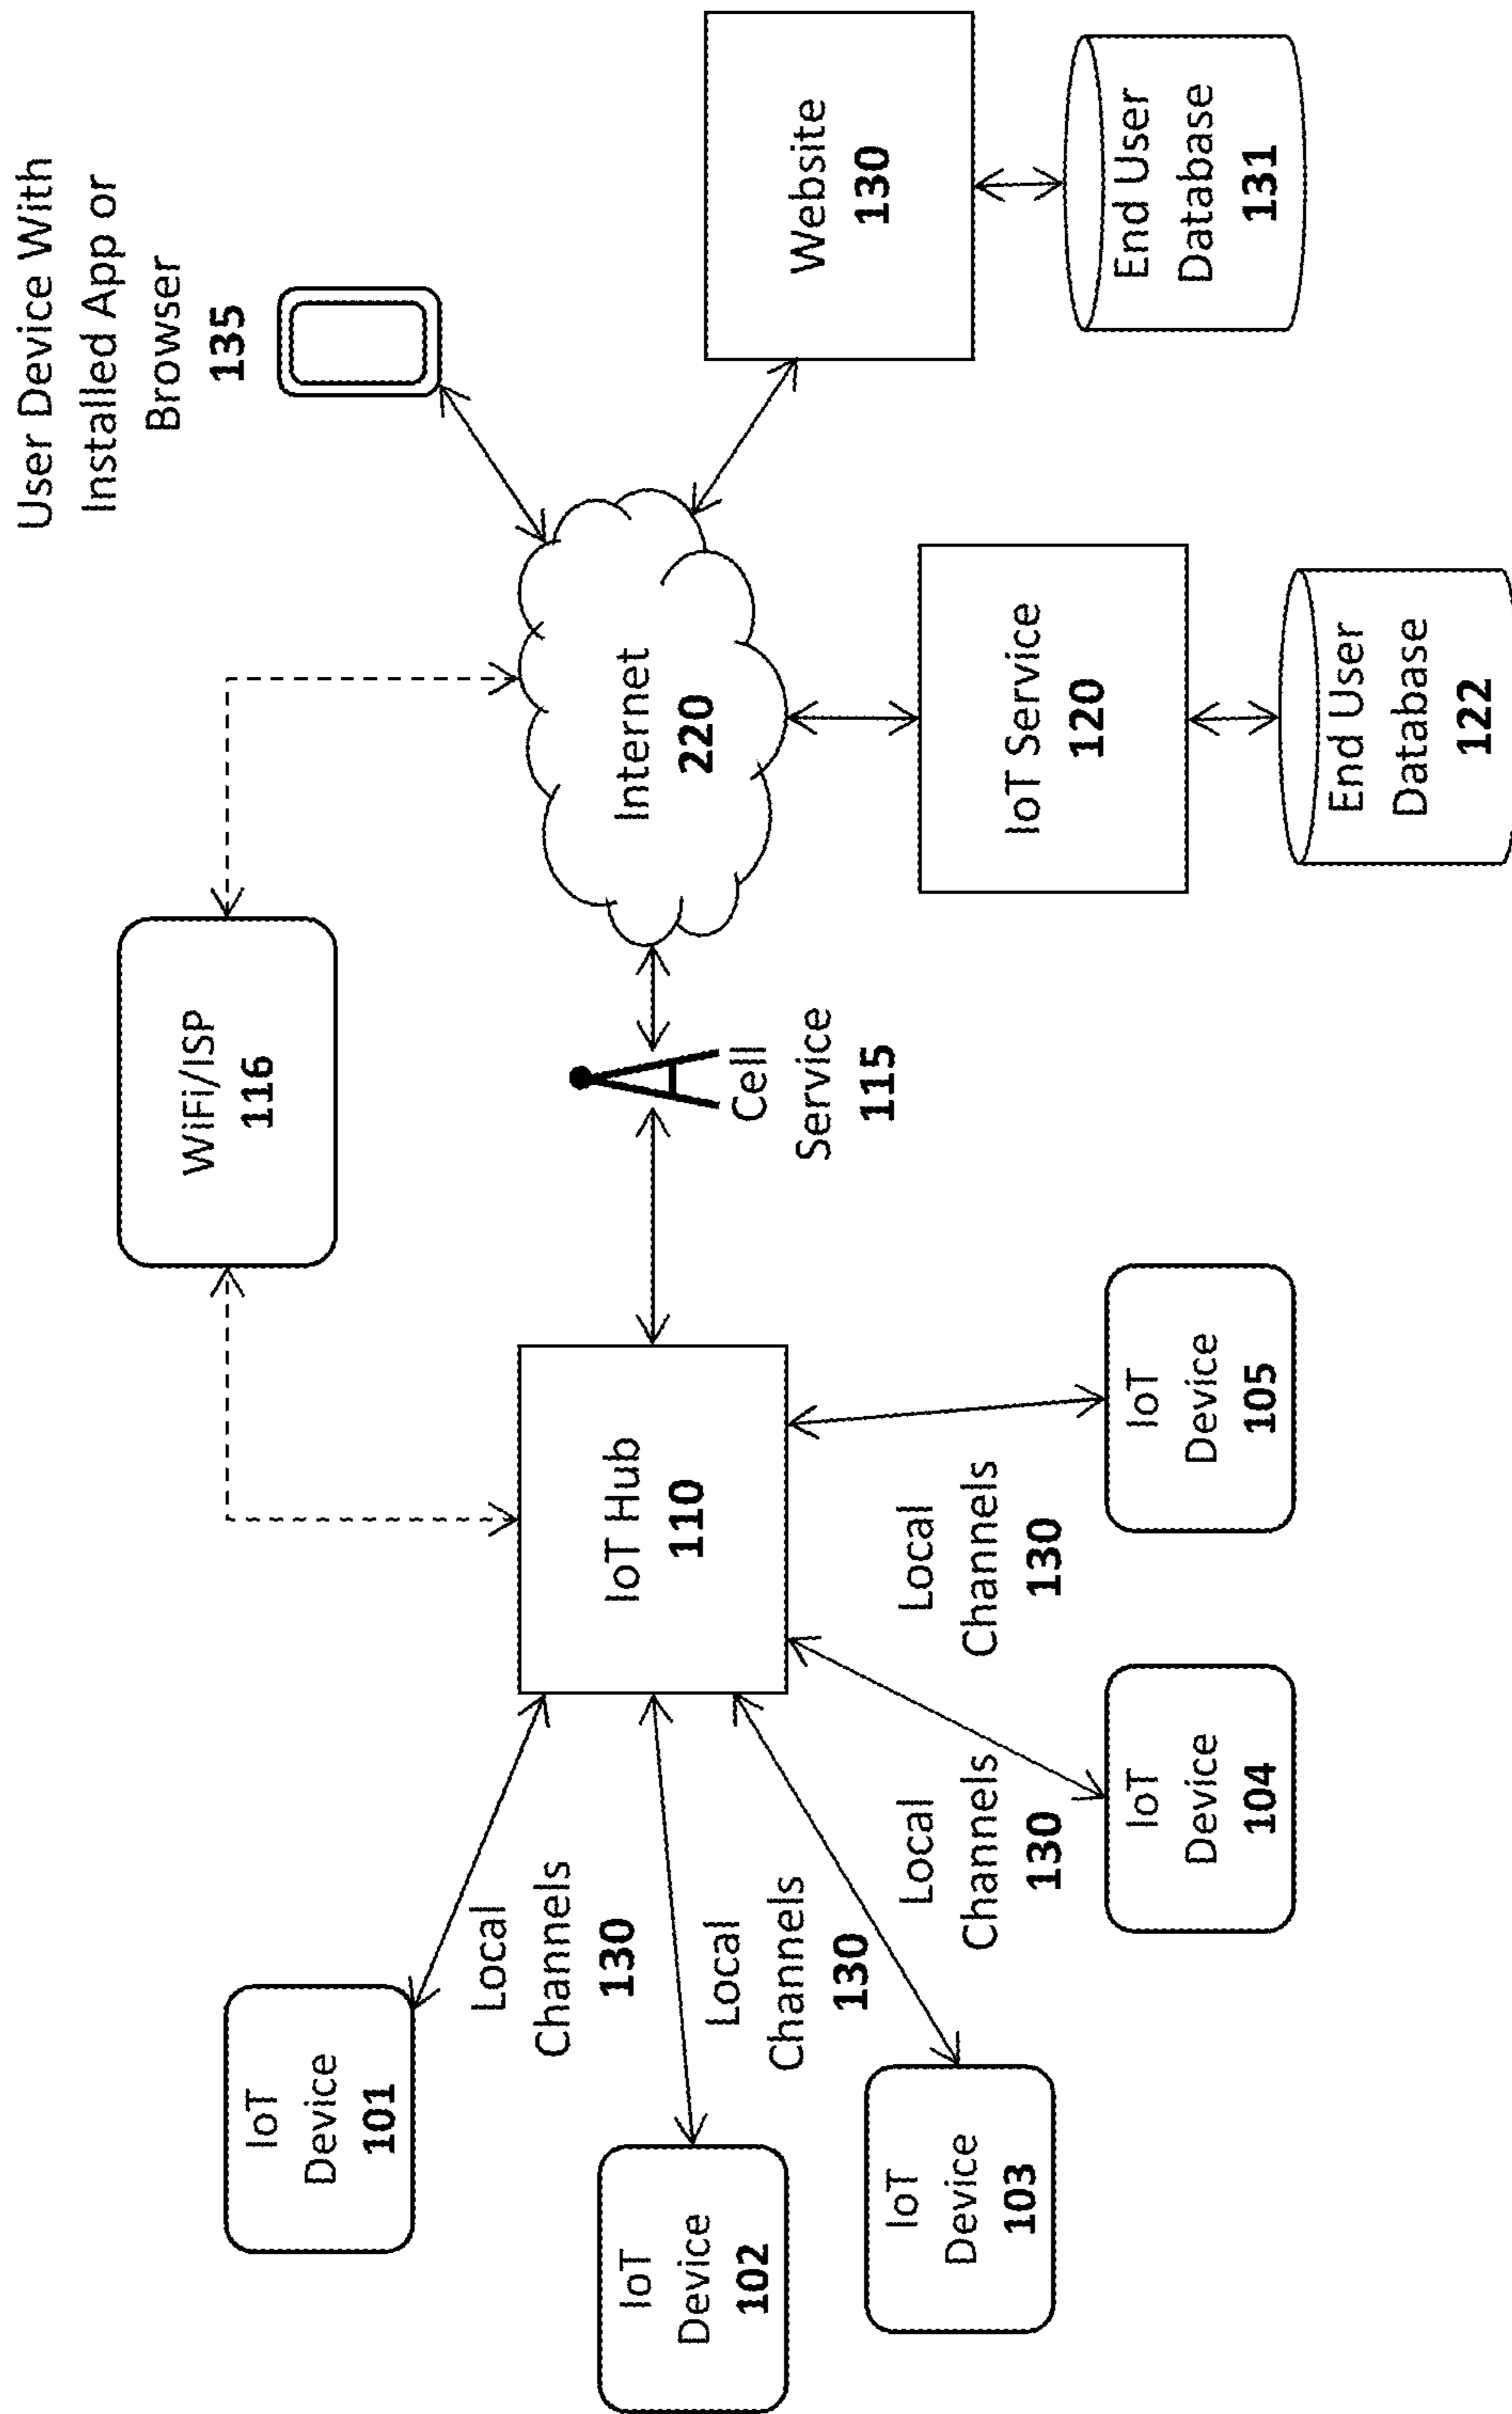 User Device With
Installed App or
Browser
135
WiFi/ISP
116
IoT
Device
101
Local
Channels
130
IoT
Device
102
Local
Channels
130
IoT
Device
103
IoT Hub
110
Cell
Service
115
Internet
220
Website
130
End User
Database
131
Local
Channels
130
IoT
Device
104
Local
Channels
130
IoT
Device
105
IoT Service
120
End User
Database
122